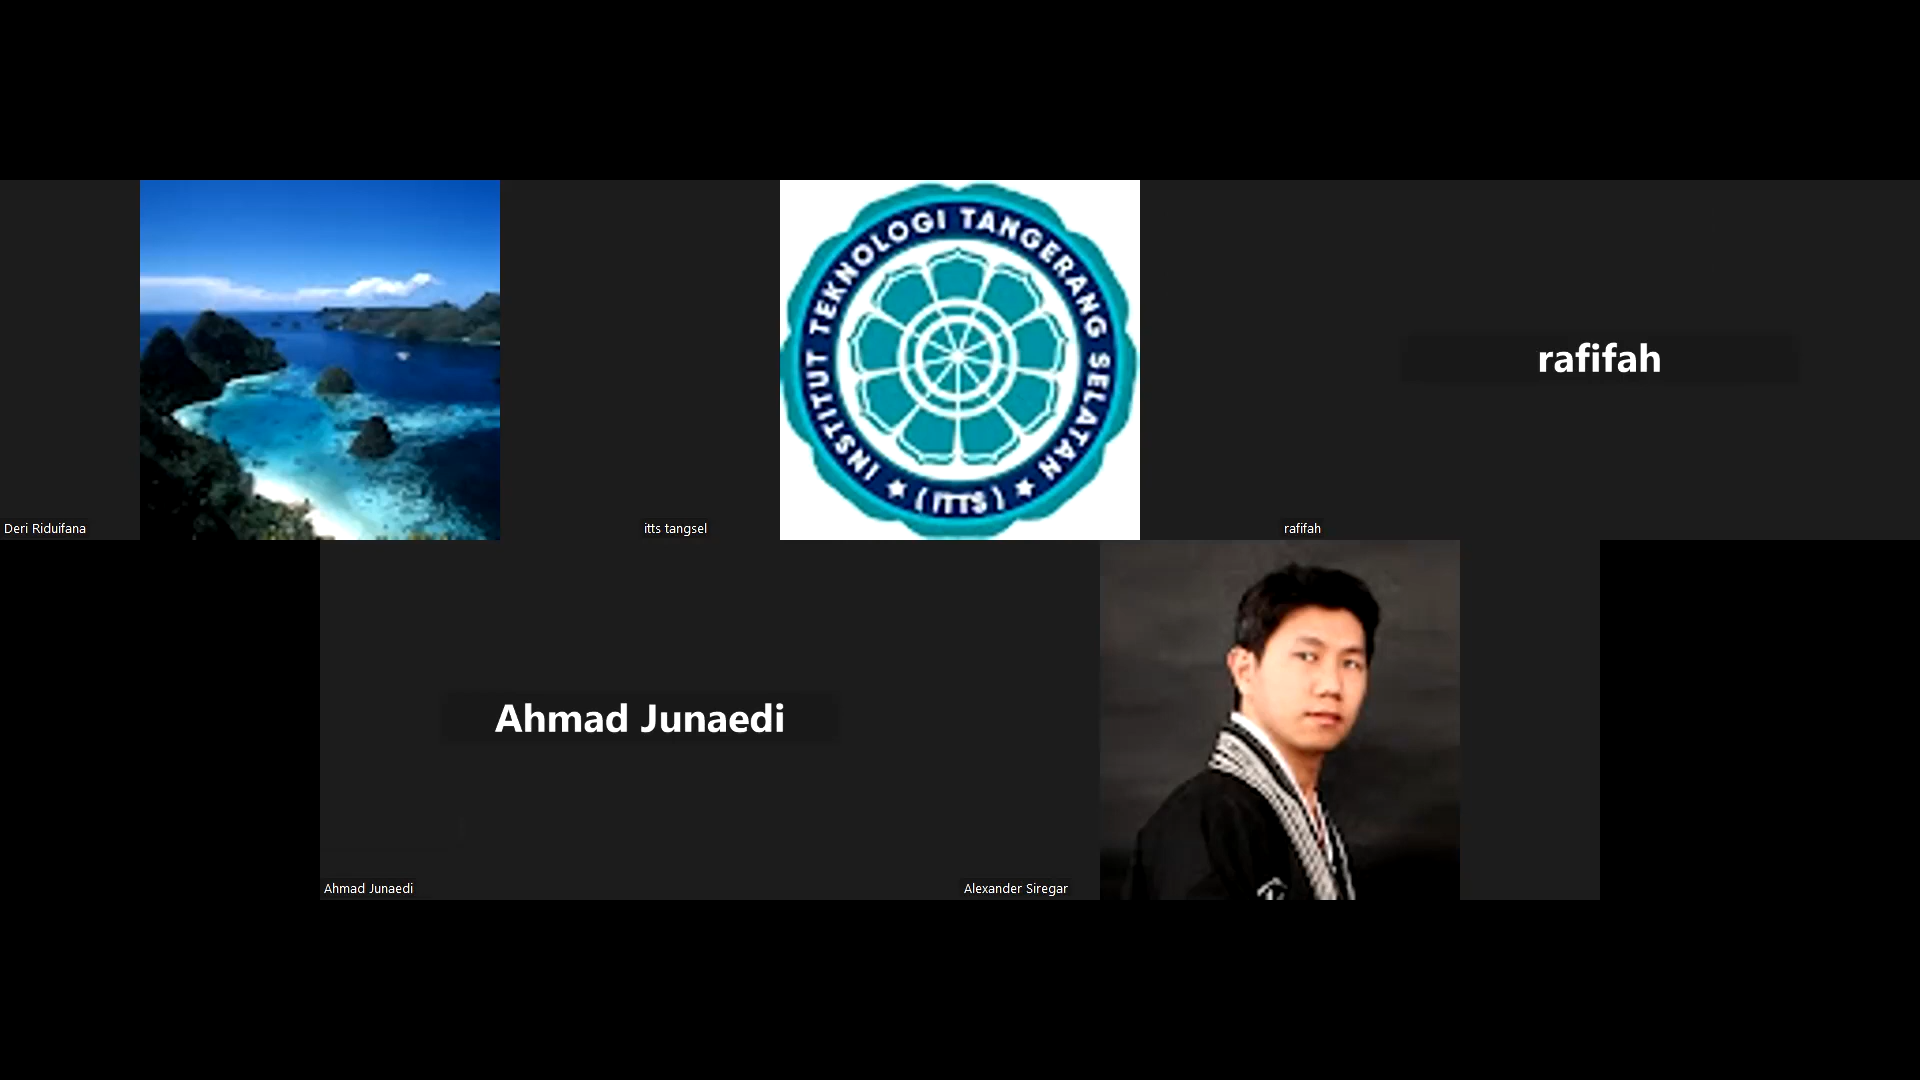 INSTITUT TEKNOLOGI TANGERANG SELATAN
( ITTS )
rafifah
Deri Riduifana
itts tangsel
rafifah
Ahmad Junaedi
Ahmad Junaedi
Alexander Siregar